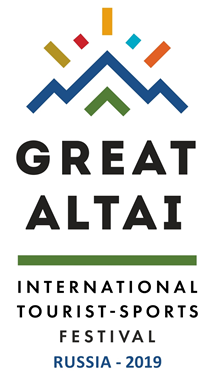 GREAT
ALTAI
INTERNATIONAL
TOURIST-SPORTS
FESTIVAL
RUSSIA - 2019